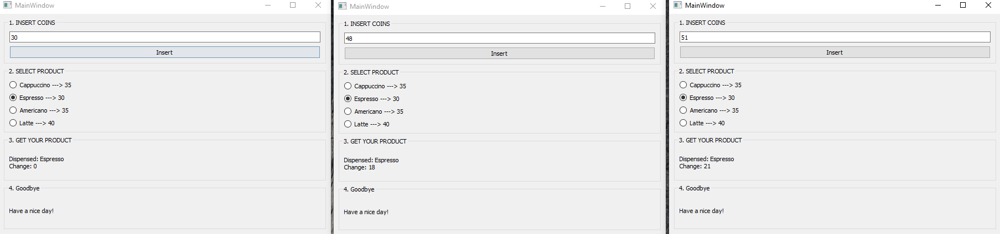 MainWindow
1. INSERT COINS
30
Insert
2. SELECT PRODUCT
Cappuccino ---> 35
Espresso ---> 30
Americano ---> 35
Latte ---> 40
3. GET YOUR PRODUCT
Dispensed: Espresso
Change: 0
4. Goodbye
Have a nice day!
MainWindow
1. INSERT COINS
48
Insert
2. SELECT PRODUCT
Cappuccino ---> 35
Espresso ---> 30
Americano ---> 35
Latte ---> 40
3. GET YOUR PRODUCT
Dispensed: Espresso
Change: 18
4. Goodbye
Have a nice day!
MainWindow
1. INSERT COINS
51
Insert
2. SELECT PRODUCT
Cappuccino ---> 35
Espresso ---> 30
Americano ---> 35
Latte ---> 40
3. GET YOUR PRODUCT
Dispensed: Espresso
Change: 21
4. Goodbye
Have a nice day!